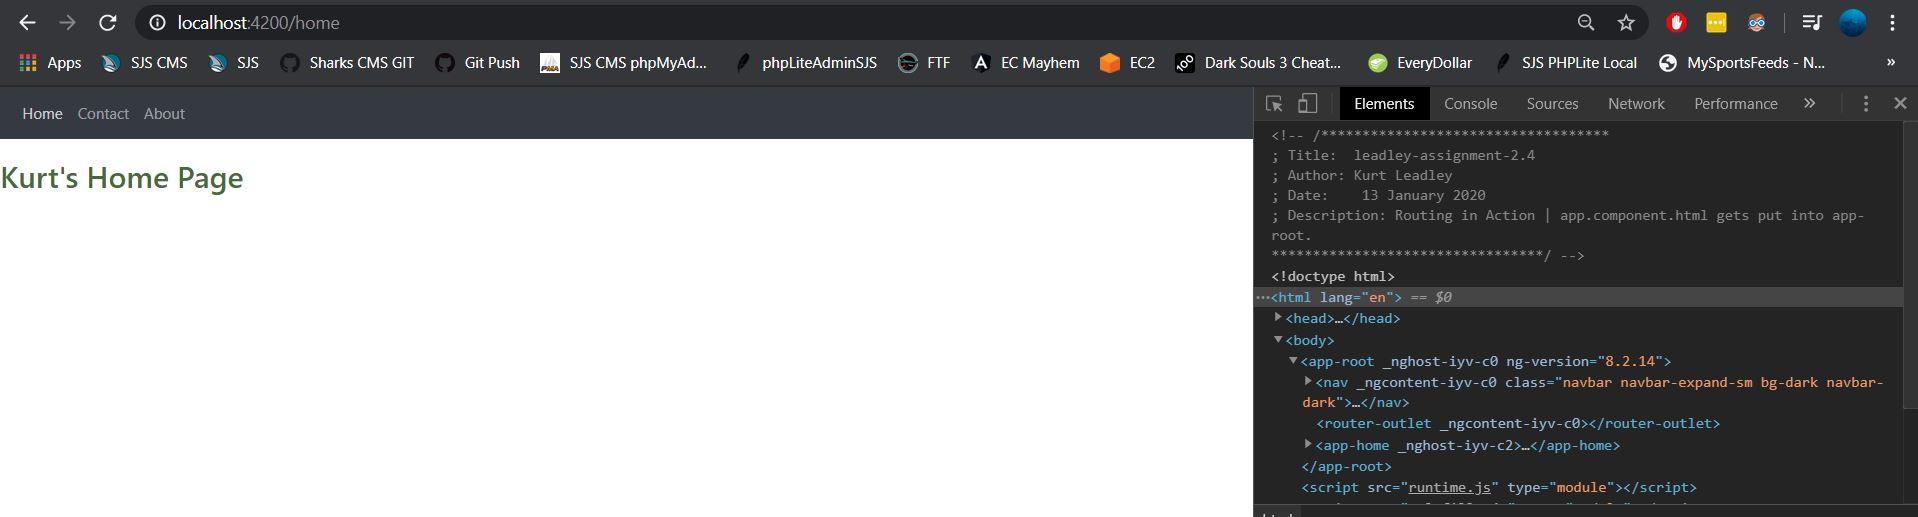 localhost:4200/home
Apps SJS CMS SJS Sharks CMS GIT Git Push SJS CMS phpMyAd... phpLiteAdminSJS FTF EC Mayhem EC2 Dark Souls 3 Cheat... EveryDollar SJS PHPLite Local MySportsFeeds - N... »
Home Contact About
Kurt's Home Page
Elements Console Sources Network Performance »
<!-- /***********************************
; Title:  leadley-assignment-2.4
; Author: Kurt Leadley
; Date:    13 January 2020
; Description: Routing in Action | app.component.html gets put into app-
root.
*********************************/ -->
<!doctype html>
…<html lang="en"> == $0
<head>…</head>
<body>
<app-root _nghost-iyv-c0 ng-version="8.2.14">
<nav _ngcontent-iyv-c0 class="navbar navbar-expand-sm bg-dark navbar-
dark">…</nav>
<router-outlet _ngcontent-iyv-c0></router-outlet>
<app-home _nghost-iyv-c2>…</app-home>
</app-root>
<script src="runtime.js" type="module"></script>